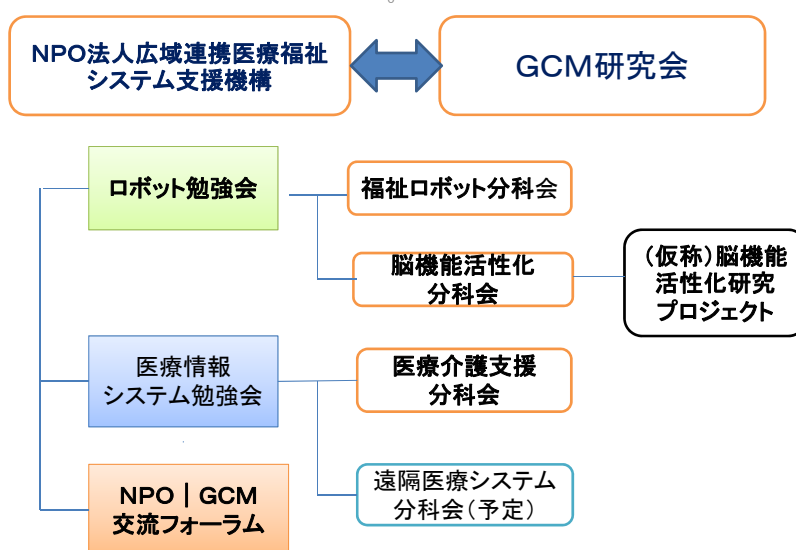 NPO法人広域連携医療福祉
システム支援機構
GCM研究会
ロボット勉強会
福祉ロボット分科会
脳機能活性化
分科会
（仮称）脳機能
活性化研究
プロジェクト
医療情報
システム勉強会
医療介護支援
分科会
NPO｜GCM
交流フォーラム
遠隔医療システム
分科会（予定）